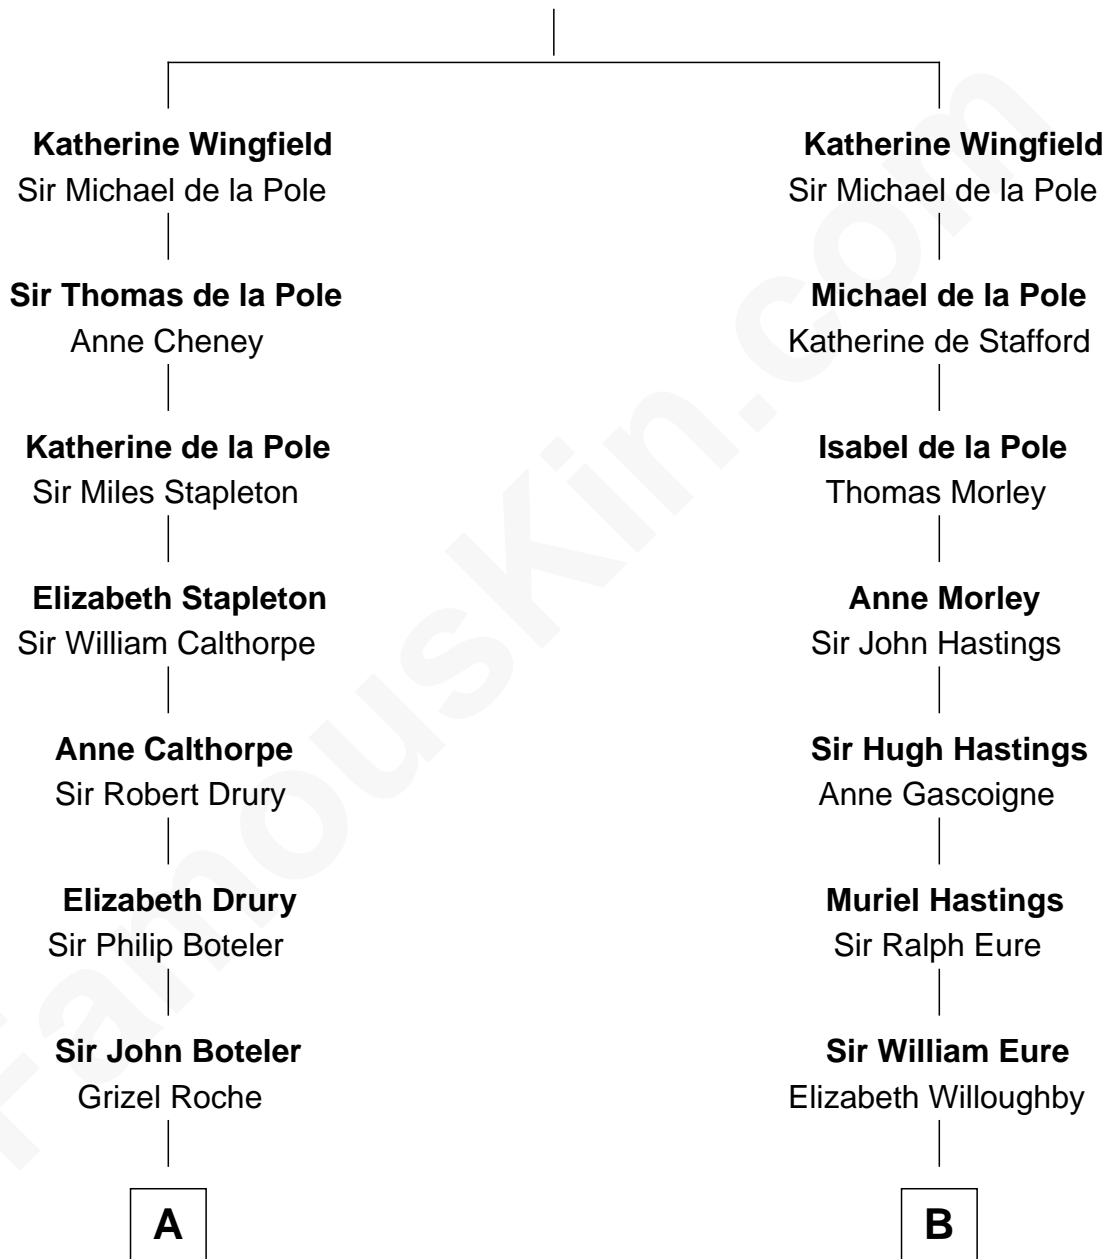 Katherine Wingfield
Sir Michael de la Pole
Sir Thomas de la Pole
Anne Cheney
Katherine de la Pole
Sir Miles Stapleton
Elizabeth Stapleton
Sir William Calthorpe
Anne Calthorpe
Sir Robert Drury
Elizabeth Drury
Sir Philip Boteler
Sir John Boteler
Grizel Roche
A
Katherine Wingfield
Sir Michael de la Pole
Michael de la Pole
Katherine de Stafford
Isabel de la Pole
Thomas Morley
Anne Morley
Sir John Hastings
Sir Hugh Hastings
Anne Gascoigne
Muriel Hastings
Sir Ralph Eure
Sir William Eure
Elizabeth Willoughby
B
FamousKin.com